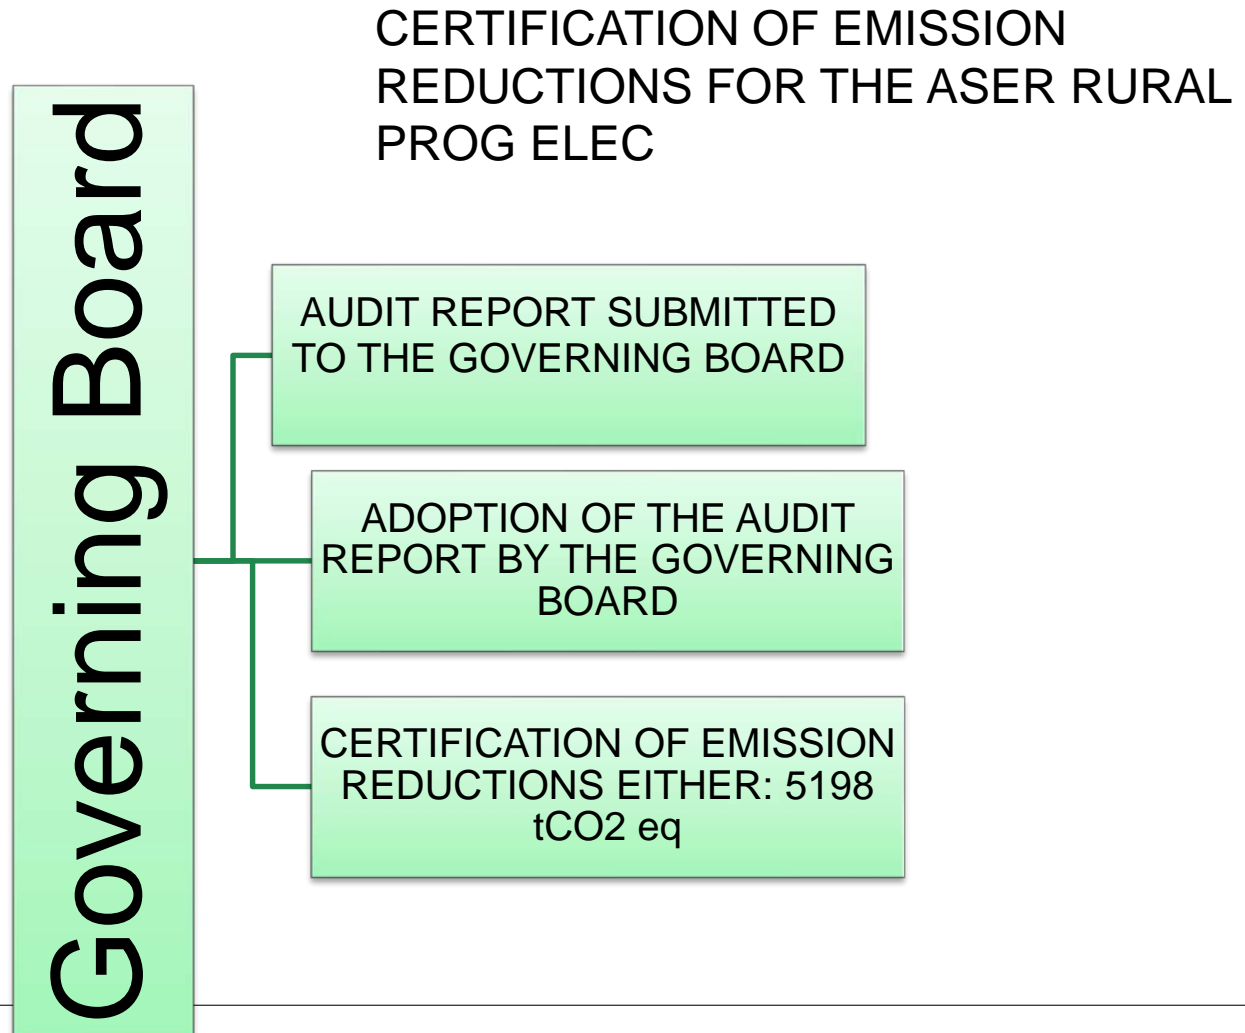 CERTIFICATION OF EMISSION
REDUCTIONS FOR THE ASER RURAL
PROG ELEC
Governing Board
AUDIT REPORT SUBMITTED
TO THE GOVERNING BOARD
ADOPTION OF THE AUDIT
REPORT BY THE GOVERNING
BOARD
CERTIFICATION OF EMISSION
REDUCTIONS EITHER: 5198
tCO2 eq